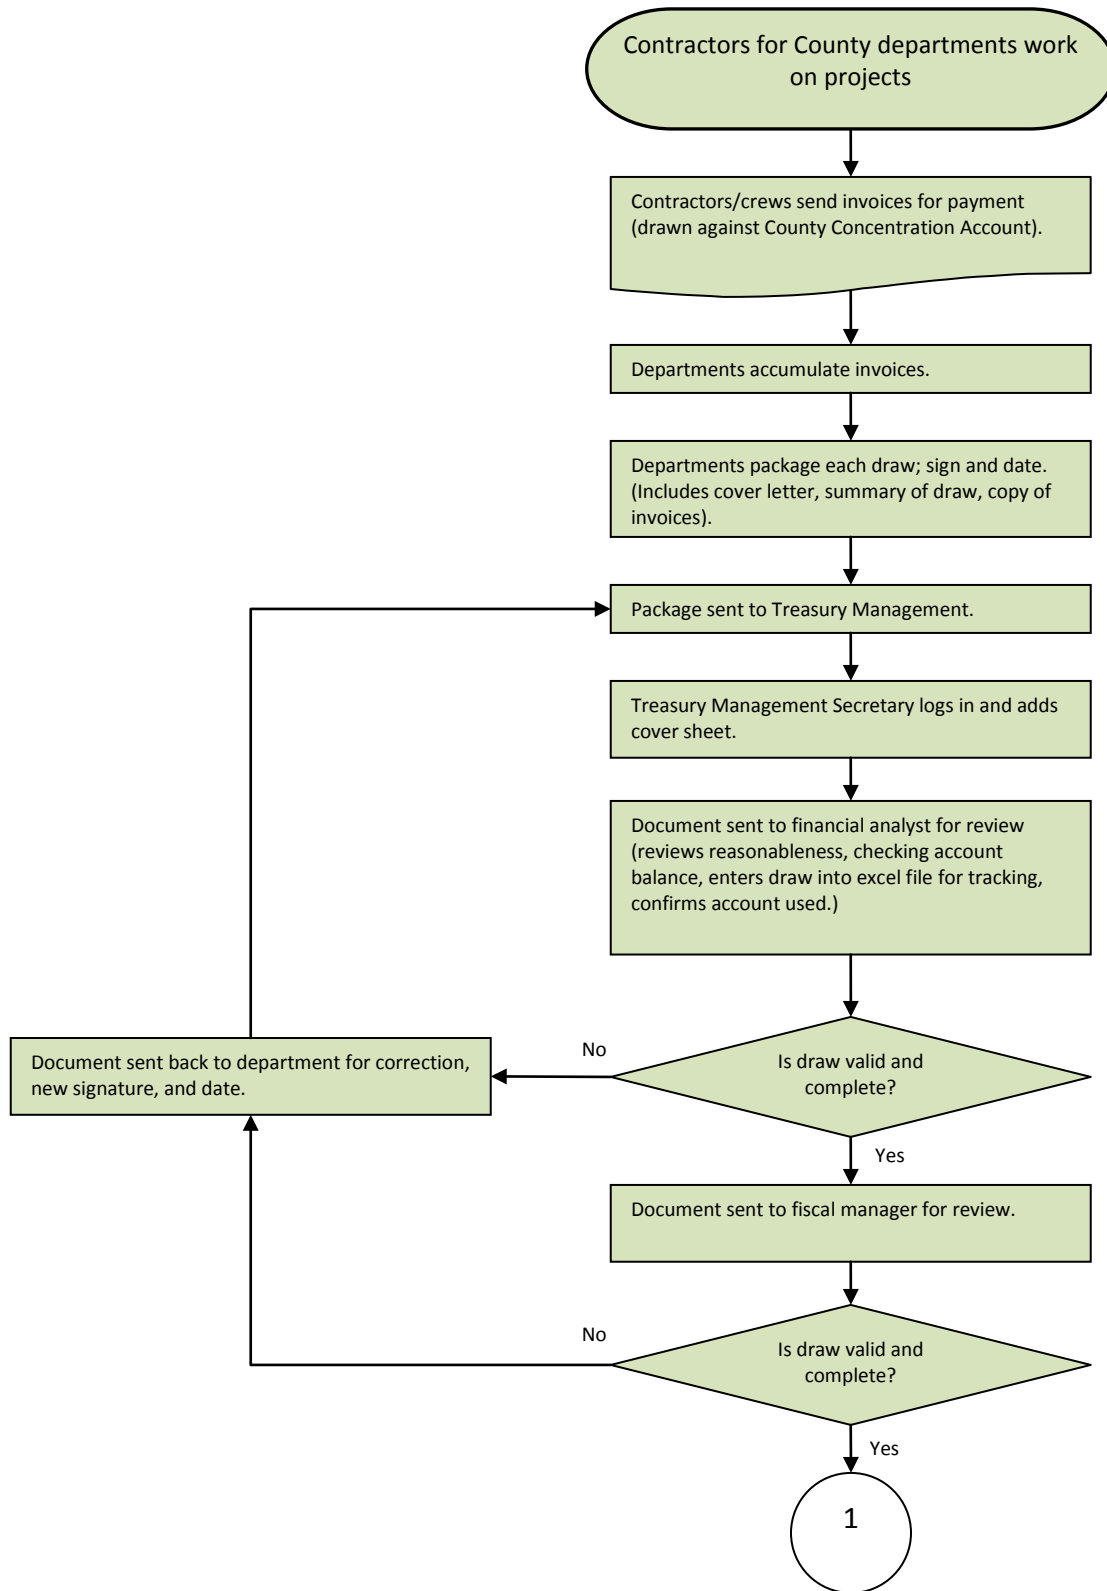 Contractors for County departments work
on projects
Contractors/crews send invoices for payment
(drawn against County Concentration Account).
Departments accumulate invoices.
Departments package each draw; sign and date.
(Includes cover letter, summary of draw, copy of
invoices).
Package sent to Treasury Management.
Treasury Management Secretary logs in and adds
cover sheet.
Document sent to financial analyst for review
(reviews reasonableness, checking account
balance, enters draw into excel file for tracking,
confirms account used.)
Is draw valid and
complete?
No
Document sent back to department for correction,
new signature, and date.
Yes
Document sent to fiscal manager for review.
Is draw valid and
complete?
No
Yes
1